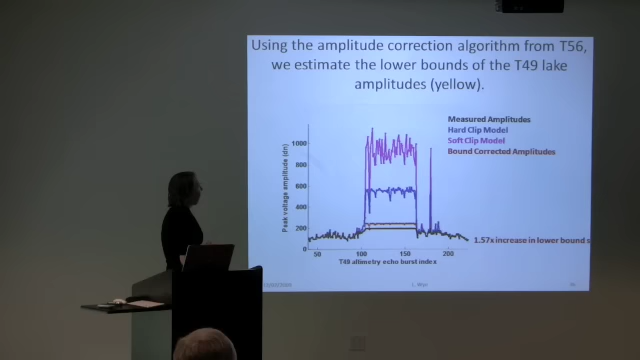 Using the amplitude correction algorithm from T56,
we estimate the lower bounds of the T49 lake
amplitudes (yellow).
Measured Amplitudes
Hard Clip Model
Soft Clip Model
Bound Corrected Amplitudes
Peak voltage amplitude (dn)
1000
800
600
400
200
0
50
100
150
200
T49 altimetry echo burst index
1.57x increase in lower bound s